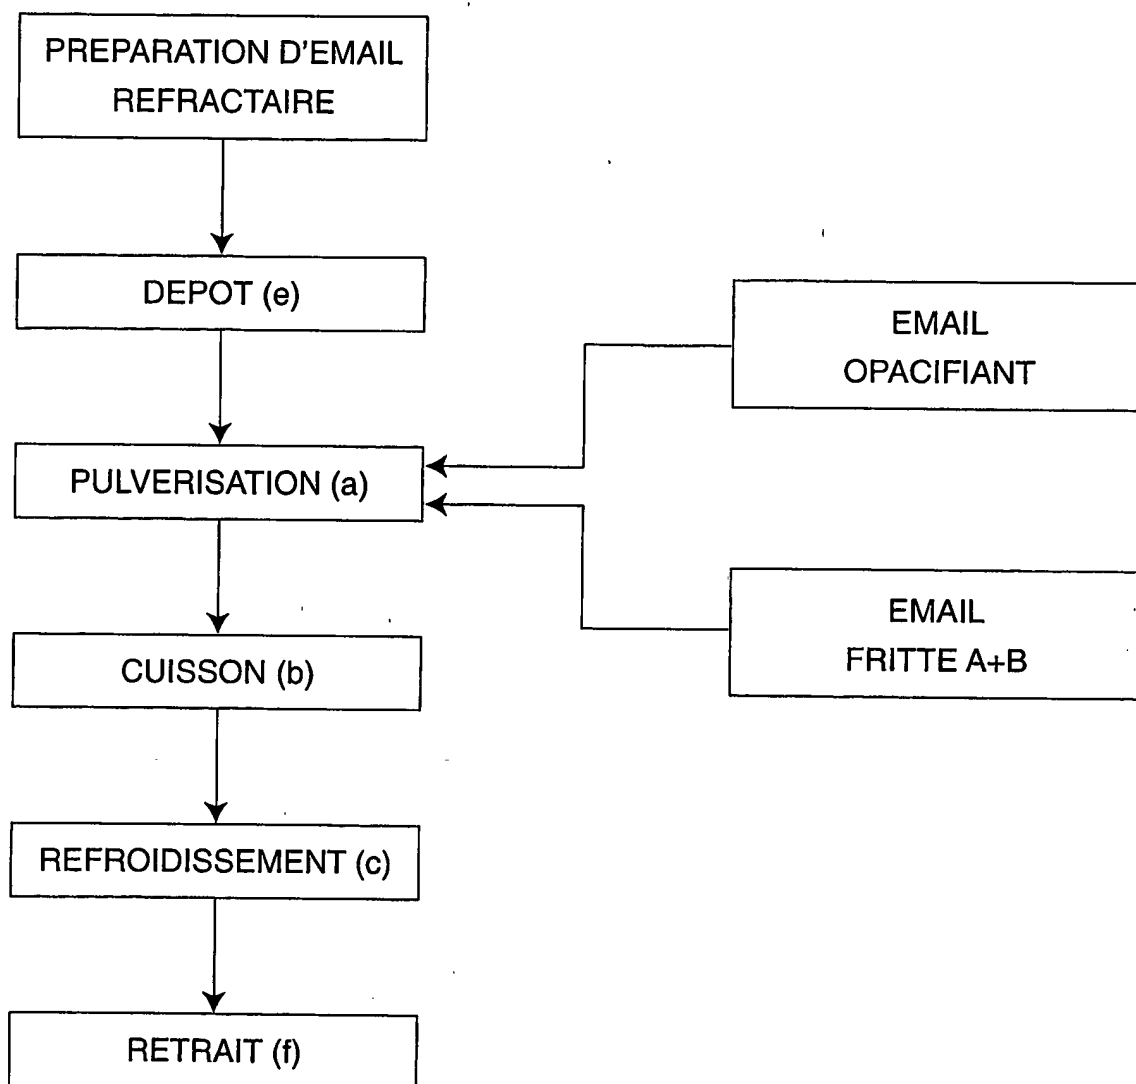 PREPARATION D'EMAIL
REFRACTAIRE
DEPOT (e)
EMAIL
OPACIFIANT
PULVERISATION (a)
EMAIL
FRITTE A+B
CUISSON (b)
REFROIDISSEMENT (c)
RETRAIT (f)